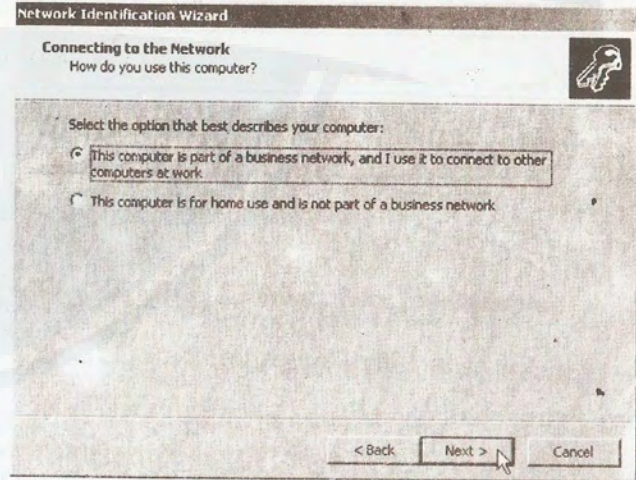 Network Identification Wizard
Connecting to the Network
How do you use this computer?
Select the option that best describes your computer:
This computer is part of a business network, and I use it to connect to other
computers at work
This computer is for home use and is not part of a business network
< Back
Next >
Cancel